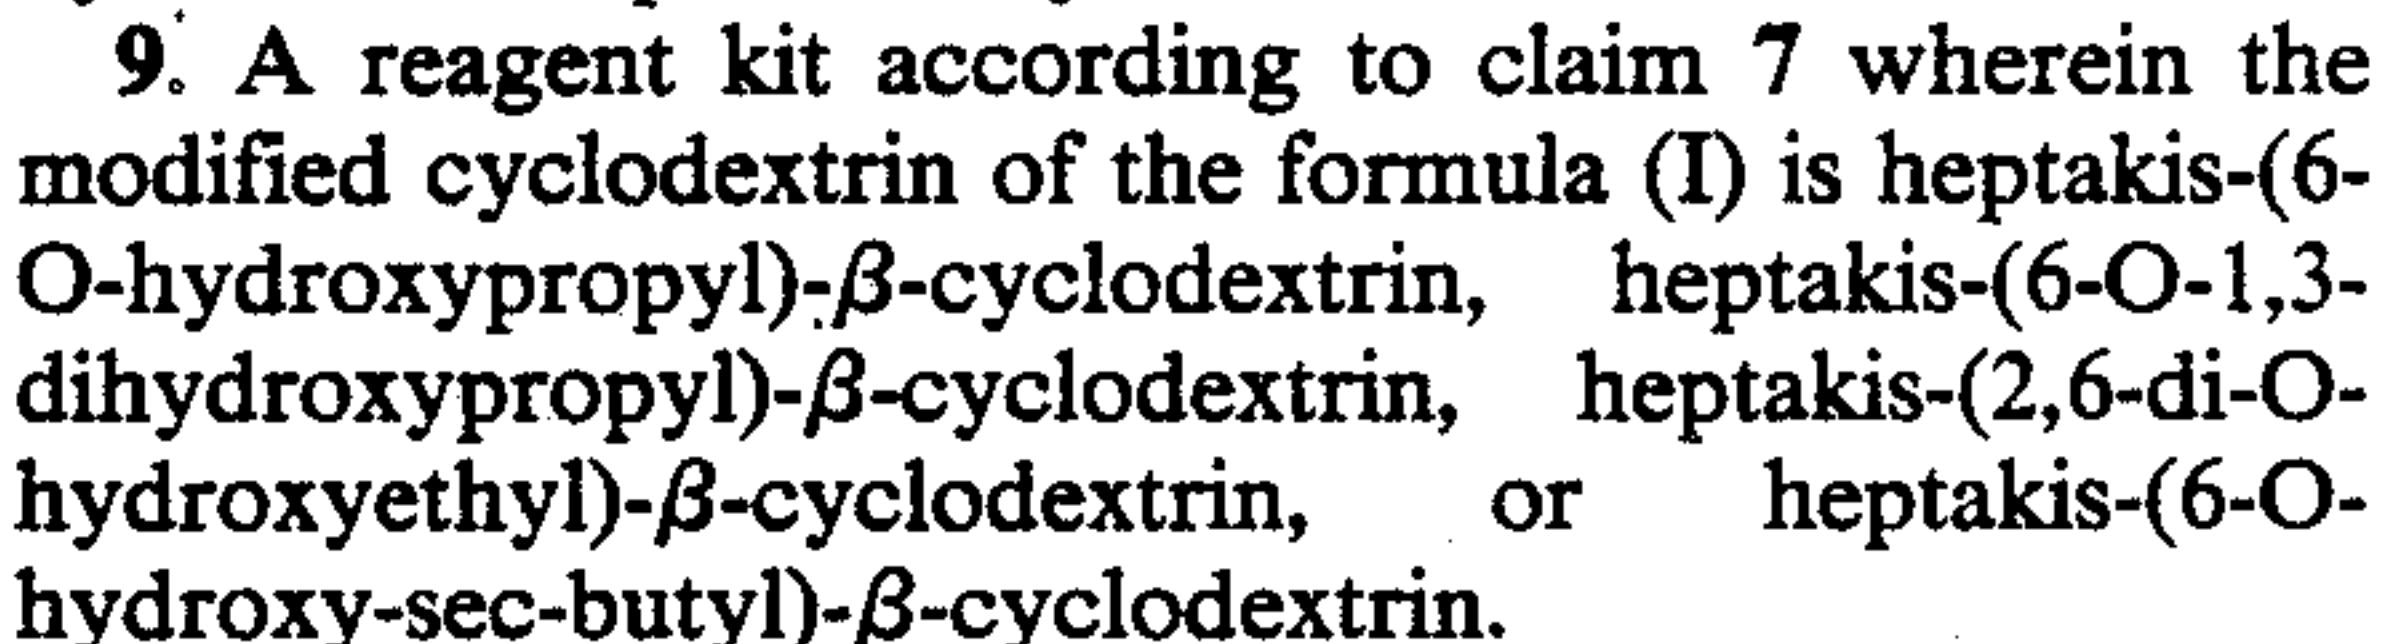 9. A reagent kit according to claim 7 wherein the
modified cyclodextrin of the formula (I) is heptakis-(6-
O-hydroxypropyl)-β-cyclodextrin, heptakis-(6-O-1,3-
dihydroxypropyl)-β-cyclodextrin, heptakis-(2,6-di-O-
hydroxyethyl)-β-cyclodextrin, or heptakis-(6-O-
hydroxy-sec-butyl)-β-cyclodextrin.